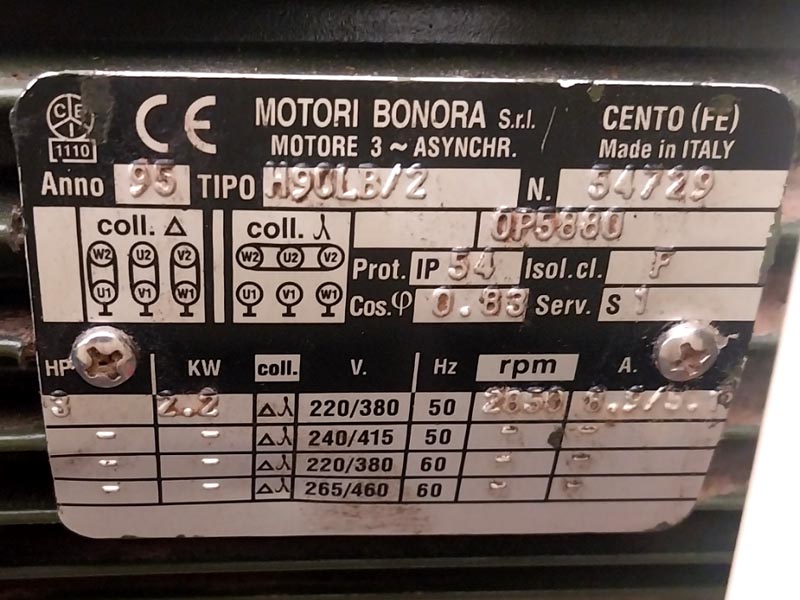 CEI
1110
CE
MOTORI BONORA S.r.l.
CENTO (FE)
MOTORE 3 ~ ASYNCHR.
Made in ITALY
Anno 95 TIPO H90LB/2 N. 54729
coll. Δ
coll. ⅄
OP5880
W2 U2 V2
W2 U2 V2
Prot. IP 54 Isol.cl. F
U1 V1 W1
U1 V1 W1
Cos.φ 0.83 Serv. S 1
HP KW coll. V. Hz rpm A.
3 2.2 Δ⅄ 220/380 50
- - Δ⅄ 240/415 50 - -
- - Δ⅄ 220/380 60 - -
- - Δ⅄ 265/460 60 - -